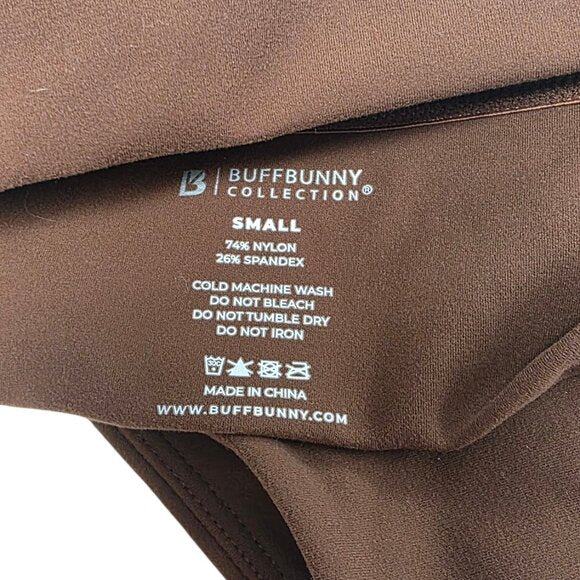 BUFFBUNNY
COLLECTION®
SMALL
74% NYLON
26% SPANDEX
COLD MACHINE WASH
DO NOT BLEACH
DO NOT TUMBLE DRY
DO NOT IRON
MADE IN CHINA
WWW.BUFFBUNNY.COM